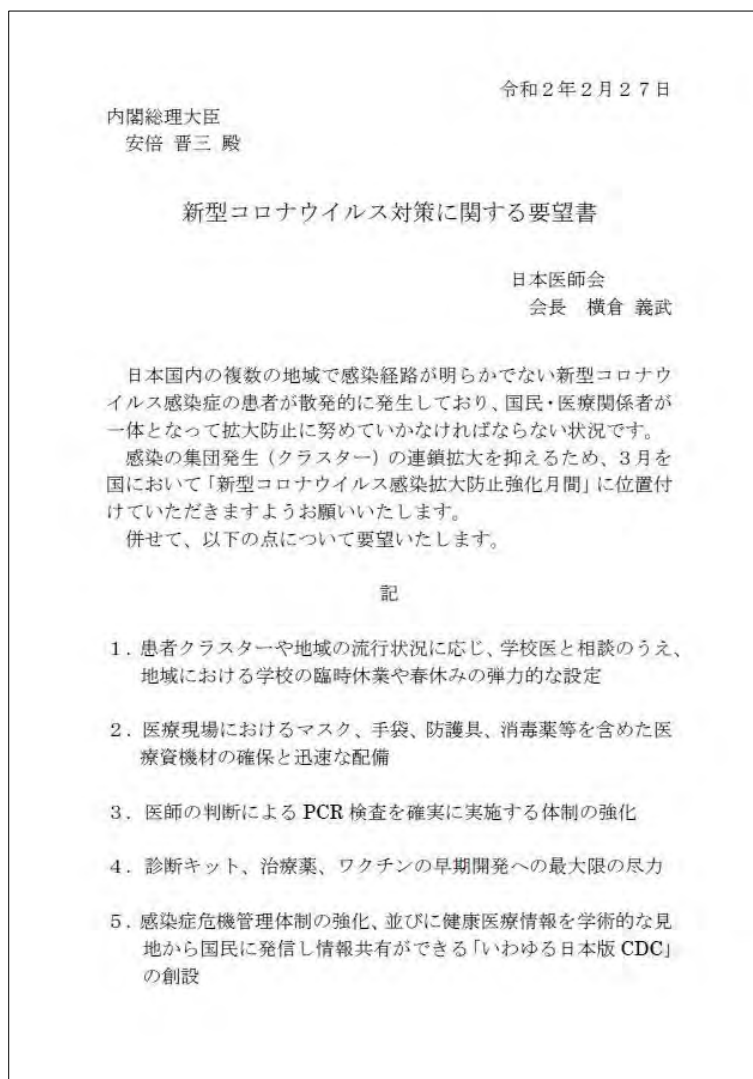 令和２年２月２７日
内閣総理大臣
安倍 晋三 殿
新型コロナウイルス対策に関する要望書
日本医師会
会長　横倉 義武
日本国内の複数の地域で感染経路が明らかでない新型コロナウ
イルス感染症の患者が散発的に発生しており、国民・医療関係者が
一体となって拡大防止に努めていかなければならない状況です。
感染の集団発生（クラスター）の連鎖拡大を抑えるため、３月を
国において「新型コロナウイルス感染拡大防止強化月間」に位置付
けていただきますようお願いいたします。
併せて、以下の点について要望いたします。
記
１．患者クラスターや地域の流行状況に応じ、学校医と相談のうえ、
地域における学校の臨時休業や春休みの弾力的な設定
２．医療現場におけるマスク、手袋、防護具、消毒薬等を含めた医
療資機材の確保と迅速な配備
３．医師の判断による PCR 検査を確実に実施する体制の強化
４．診断キット、治療薬、ワクチンの早期開発への最大限の尽力
５．感染症危機管理体制の強化、並びに健康医療情報を学術的な見
地から国民に発信し情報共有ができる「いわゆる日本版 CDC」
の創設